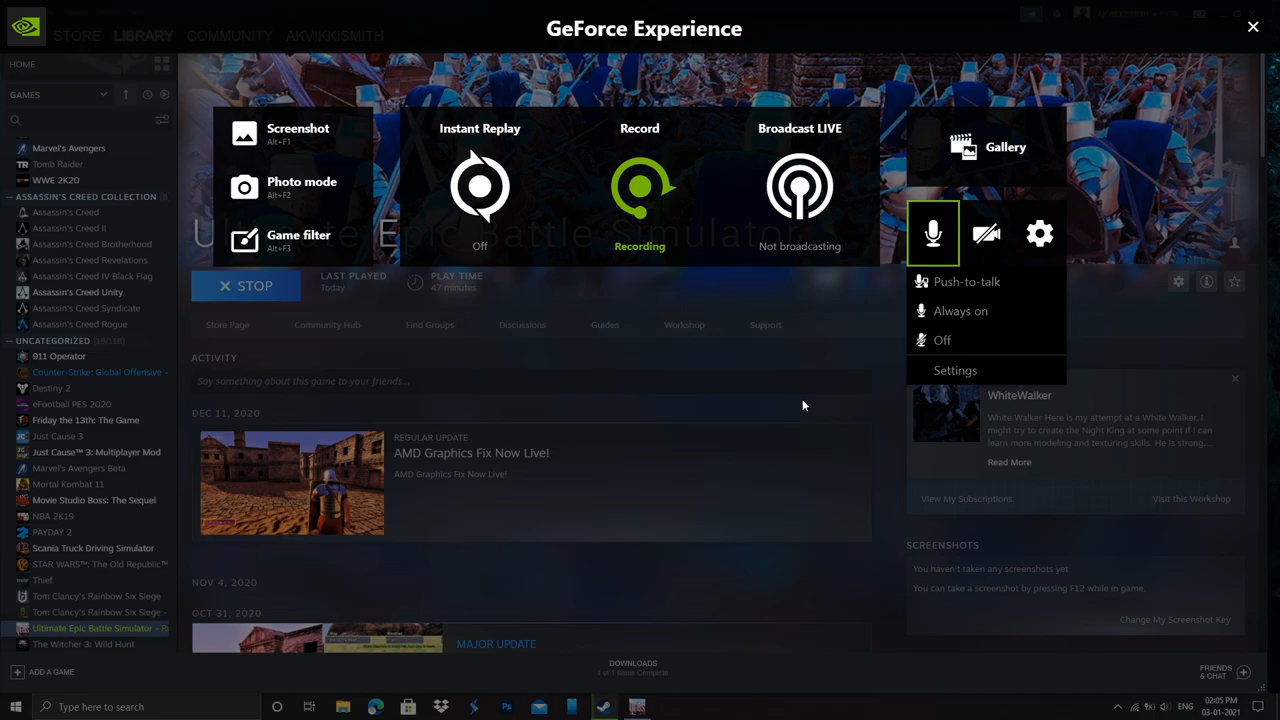 GeForce Experience
STORE LIBRARY COMMUNITY AKVIKKISMITH
HOME
GAMES
Marvel's Avengers
Tomb Raider
WWE 2K20
ASSASSIN'S CREED COLLECTION
Assassin's Creed
Assassin's Creed II
Assassin's Creed Brotherhood
Assassin's Creed Revelations
Assassin's Creed IV Black Flag
Assassin's Creed Unity
Assassin's Creed Syndicate
Assassin's Creed Rogue
UNCATEGORIZED
911 Operator
Counter-Strike: Global Offensive -
Destiny 2
eFootball PES 2020
Friday the 13th: The Game
Just Cause 3
Just Cause™ 3: Multiplayer Mod
Marvel's Avengers Beta
Mortal Kombat 11
Movie Studio Boss: The Sequel
NBA 2K19
PAYDAY 2
Scania Truck Driving Simulator
STAR WARS™: The Old Republic™
Thief
Tom Clancy's Rainbow Six Siege
Tom Clancy's Rainbow Six Siege -
Ultimate Epic Battle Simulator - R
The Witcher 3: Wild Hunt
ADD A GAME
Screenshot
Alt+F1
Photo mode
Alt+F2
Game filter
Alt+F3
Instant Replay
Off
Record
Recording
Broadcast LIVE
Not broadcasting
Gallery
Push-to-talk
Always on
Off
Settings
Ultimate Epic Battle Simulator
STOP
LAST PLAYED
Today
PLAY TIME
47 minutes
Store Page Community Hub Find Groups Discussions Guides Workshop Support
ACTIVITY
Say something about this game to your friends...
DEC 11, 2020
REGULAR UPDATE
AMD Graphics Fix Now Live!
AMD Graphics Fix Now Live!
NOV 4, 2020
OCT 31, 2020
MAJOR UPDATE
WhiteWalker
White Walker Here is my attempt at a White Walker. I
might try to create the Night King at some point if I can
learn more modeling and texturing skills. He is strong...
Read More
View My Subscriptions Visit this Workshop
SCREENSHOTS
You haven't taken any screenshots yet
You can take a screenshot by pressing F12 while in game.
Change My Screenshot Key
DOWNLOADS
1 of 1 Items Complete
FRIENDS
& CHAT
Type here to search
Ps
ENG
02:05 PM
03-01-2021